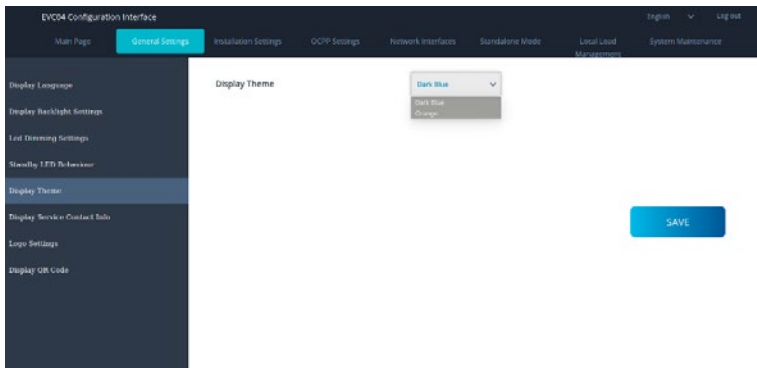 EVC04 Configuration Interface
English
Log out
Main Page
General Settings
Installation Settings
OCPP Settings
Network Interfaces
Standalone Mode
Local Load
Management
System Maintenance
Display Language
Display Backlight Settings
Led Dimming Settings
Standby LED Behaviour
Display Theme
Display Service Contact Info
Logo Settings
Display QR Code
Display Theme
Dark Blue
Dark Blue
Orange
SAVE